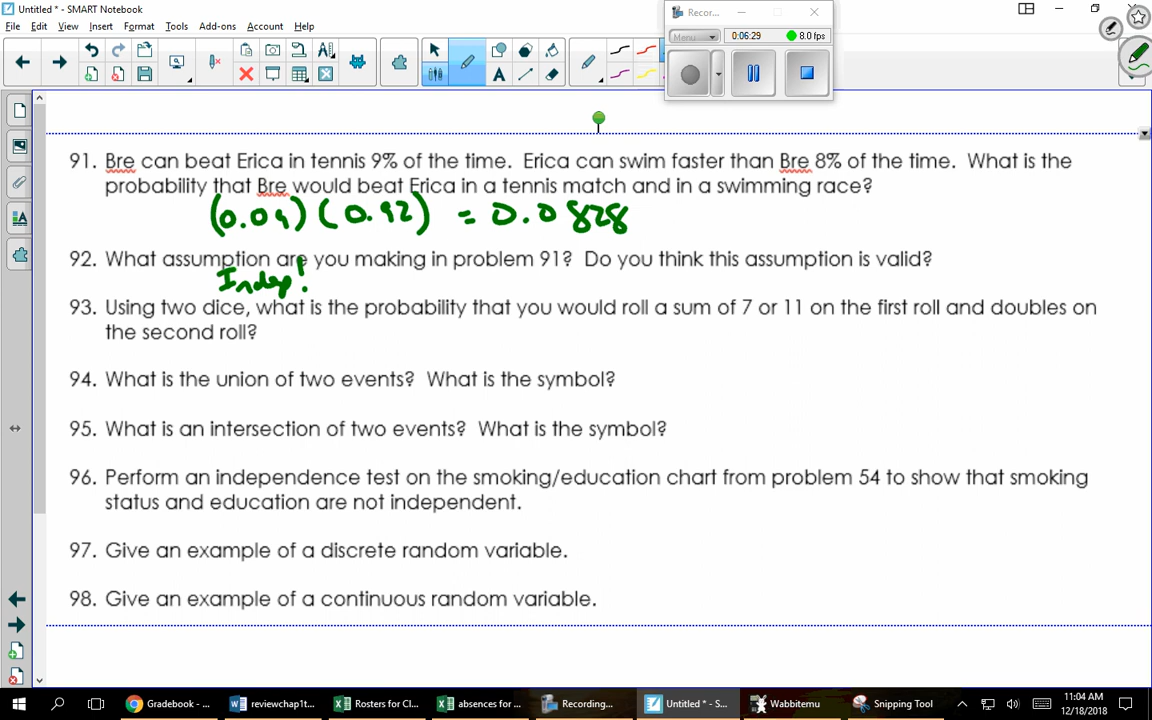 Untitled * - SMART Notebook
File Edit View Insert Format Tools Add-ons Account Help
Recor...
Menu 0:06:29 8.0 fps
91. Bre can beat Erica in tennis 9% of the time. Erica can swim faster than Bre 8% of the time. What is the
probability that Bre would beat Erica in a tennis match and in a swimming race?
(0.09)(0.92) = 0.0828
92. What assumption are you making in problem 91? Do you think this assumption is valid?
Indep!
93. Using two dice, what is the probability that you would roll a sum of 7 or 11 on the first roll and doubles on
the second roll?
94. What is the union of two events? What is the symbol?
95. What is an intersection of two events? What is the symbol?
96. Perform an independence test on the smoking/education chart from problem 54 to show that smoking
status and education are not independent.
97. Give an example of a discrete random variable.
98. Give an example of a continuous random variable.
Gradebook - ... reviewchap1t... Rosters for Cl... absences for ... Recording... Untitled * - S... Wabbitemu Snipping Tool 11:04 AM
12/18/2018